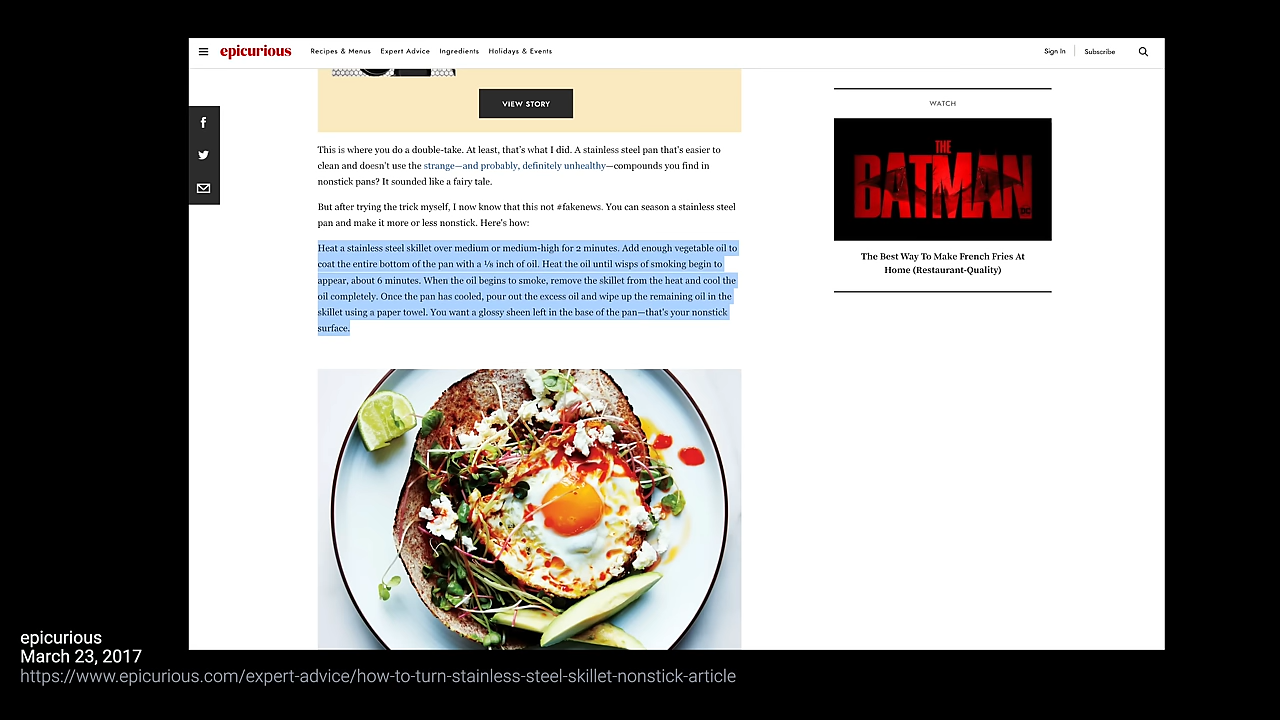 epicurious
Recipes & Menus
Expert Advice
Ingredients
Holidays & Events
Sign In
Subscribe
VIEW STORY
This is where you do a double-take. At least, that's what I did. A stainless steel pan that's easier to
clean and doesn't use the strange—and probably, definitely unhealthy—compounds you find in
nonstick pans? It sounded like a fairy tale.
But after trying the trick myself, I now know that this not #fakenews. You can season a stainless steel
pan and make it more or less nonstick. Here's how:
Heat a stainless steel skillet over medium or medium-high for 2 minutes. Add enough vegetable oil to
coat the entire bottom of the pan with a ⅛ inch of oil. Heat the oil until wisps of smoking begin to
appear, about 6 minutes. When the oil begins to smoke, remove the skillet from the heat and cool the
oil completely. Once the pan has cooled, pour out the excess oil and wipe up the remaining oil in the
skillet using a paper towel. You want a glossy sheen left in the base of the pan—that's your nonstick
surface.
WATCH
THE
BATMAN
The Best Way To Make French Fries At
Home (Restaurant-Quality)
epicurious
March 23, 2017
https://www.epicurious.com/expert-advice/how-to-turn-stainless-steel-skillet-nonstick-article